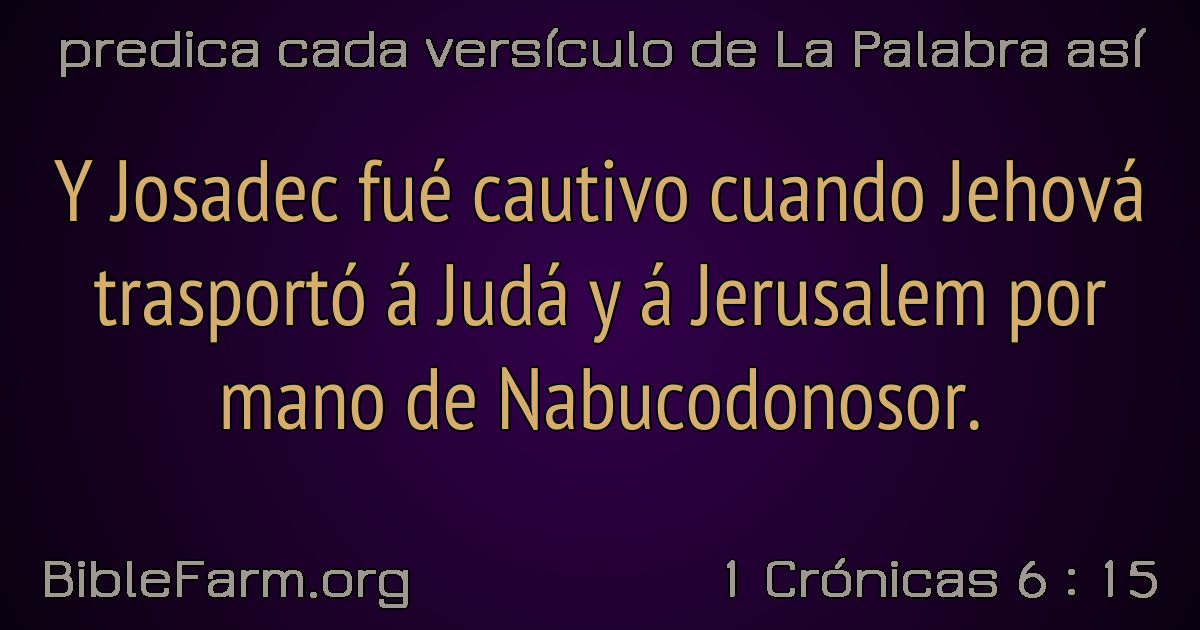 predica cada versículo de La Palabra así
Y Josadec fué cautivo cuando Jehová
trasportó á Judá y á Jerusalem por
mano de Nabucodonosor.
BibleFarm.org
1 Crónicas 6 : 15